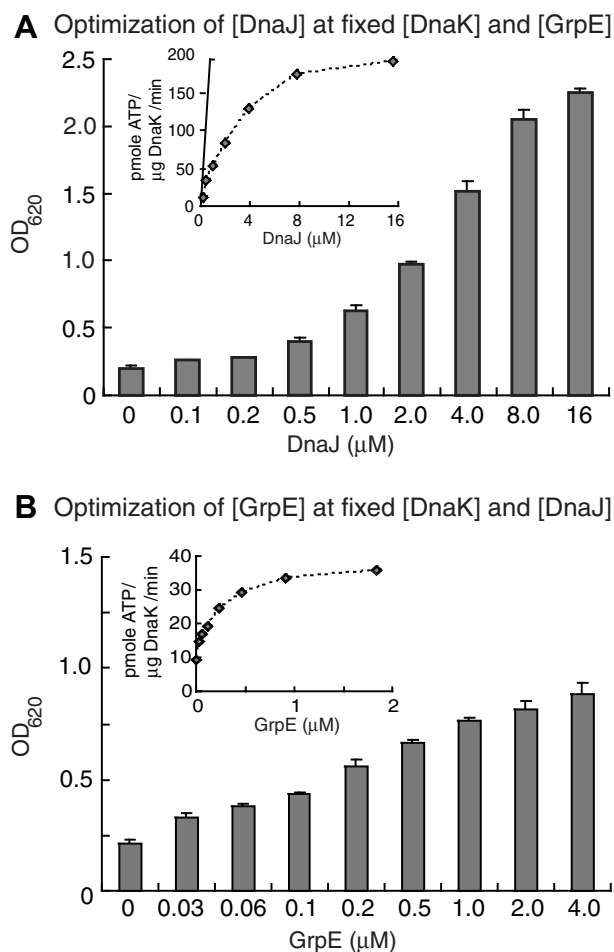 A Optimization of [DnaJ] at fixed [DnaK] and [GrpE]
2.5
2.0
1.5
1.0
0.5
0
OD620
200
150
100
50
0
pmole ATP/
µg DnaK /min
0 4 8 12 16
DnaJ (µM)
0 0.1 0.2 0.5 1.0 2.0 4.0 8.0 16
DnaJ (µM)
B Optimization of [GrpE] at fixed [DnaK] and [DnaJ]
1.5
1.0
0.5
0
OD620
40
30
20
10
0
pmole ATP/
µg DnaK /min
0 1 2
GrpE (µM)
0 0.03 0.06 0.1 0.2 0.5 1.0 2.0 4.0
GrpE (µM)